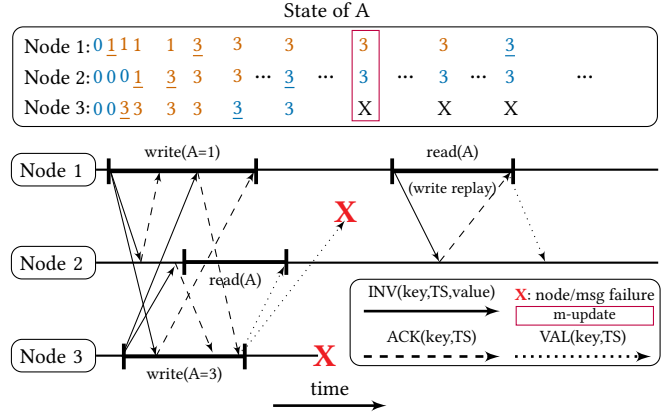 State of A
Node 1: 0 1 1 1 1 3 3 3 3 3 3
Node 2: 0 0 0 1 3 3 3 ... 3 ... 3 ... 3 3 ...
Node 3: 0 0 3 3 3 3 3 3 X X X
write(A=1)
read(A)
Node 1
(write replay)
X
Node 2
read(A)
INV(key,TS,value)
X: node/msg failure
m-update
ACK(key,TS)
VAL(key,TS)
Node 3
X
write(A=3)
time